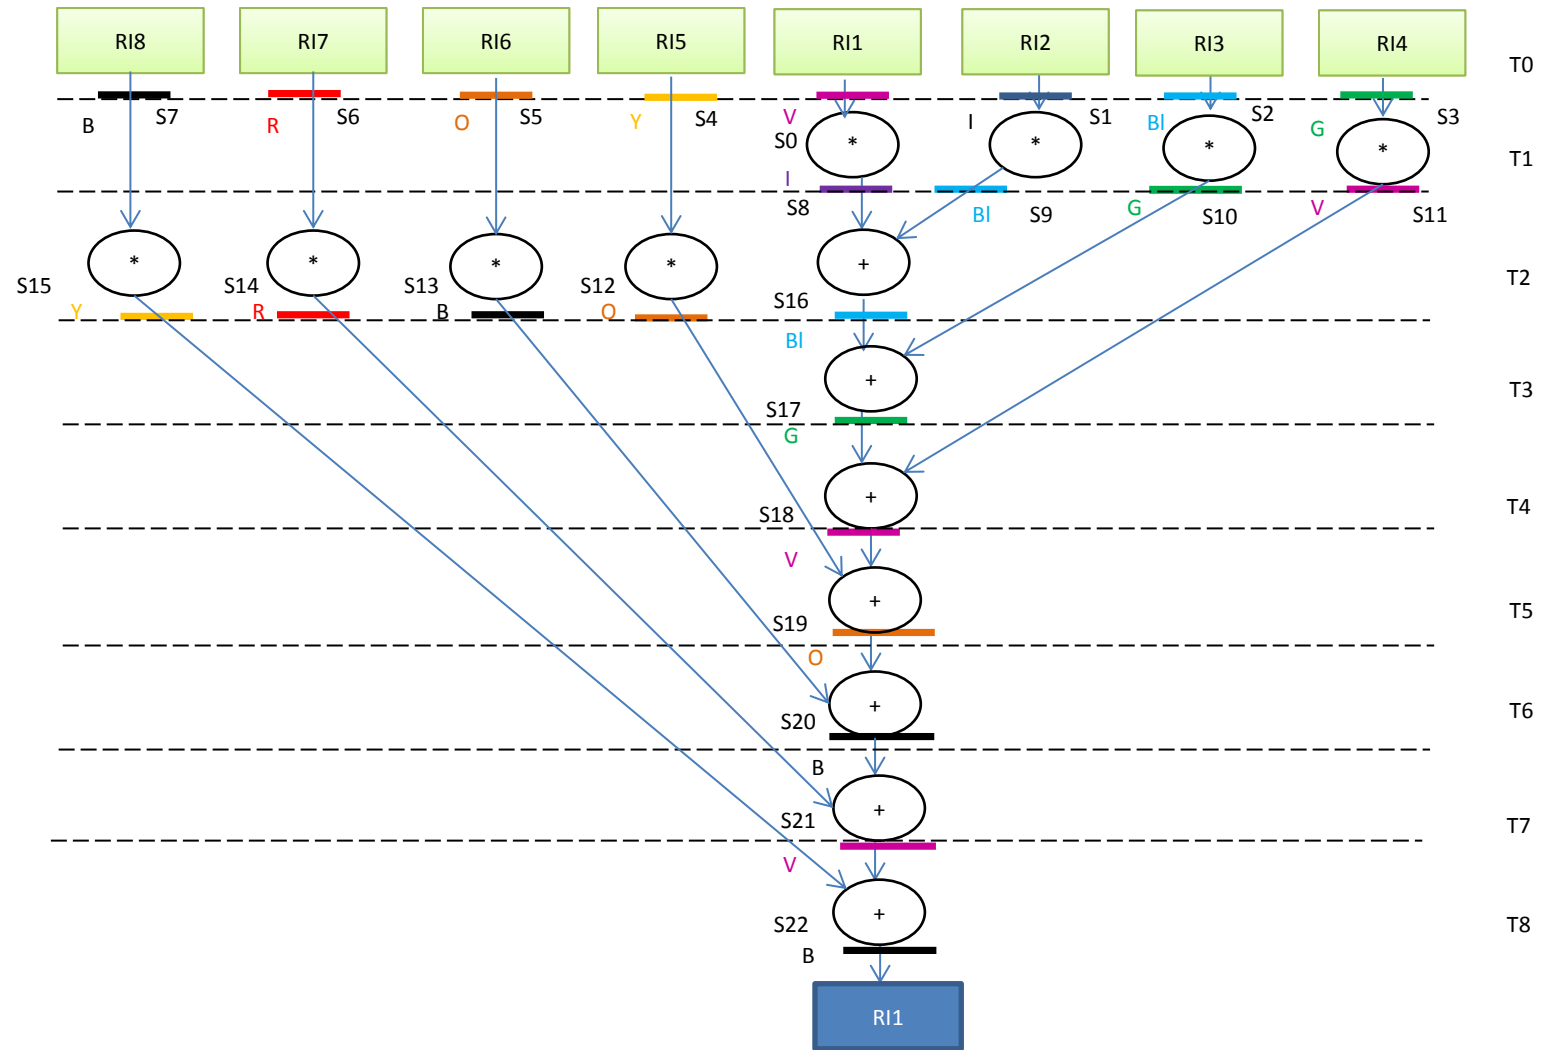 RI8 RI7 RI6 RI5 RI1 RI2 RI3 RI4
T0
B S7 R S6 O S5 Y S4 V S0 I S1 Bl S2 G S3
* * * *
T1
I S8 Bl S9 G S10 V S11
S15 * S14 * S13 * S12 * +
T2
Y R B O S16
Bl
+
T3
S17
G
+
T4
S18
V
+
T5
S19
O
+
T6
S20
B
+
T7
S21
V
+
T8
S22
B
RI1